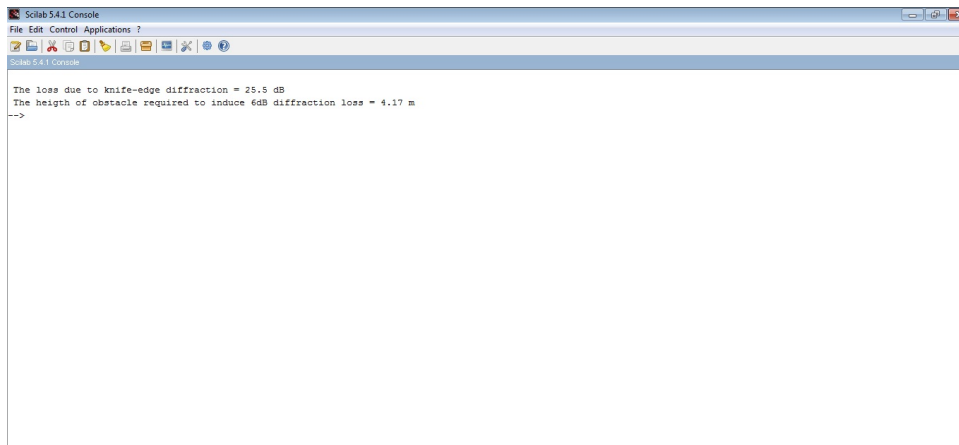 Scilab 5.4.1 Console
File Edit Control Applications ?
Scilab 5.4.1 Console
The loss due to knife-edge diffraction = 25.5 dB
The heigth of obstacle required to induce 6dB diffraction loss = 4.17 m
-->